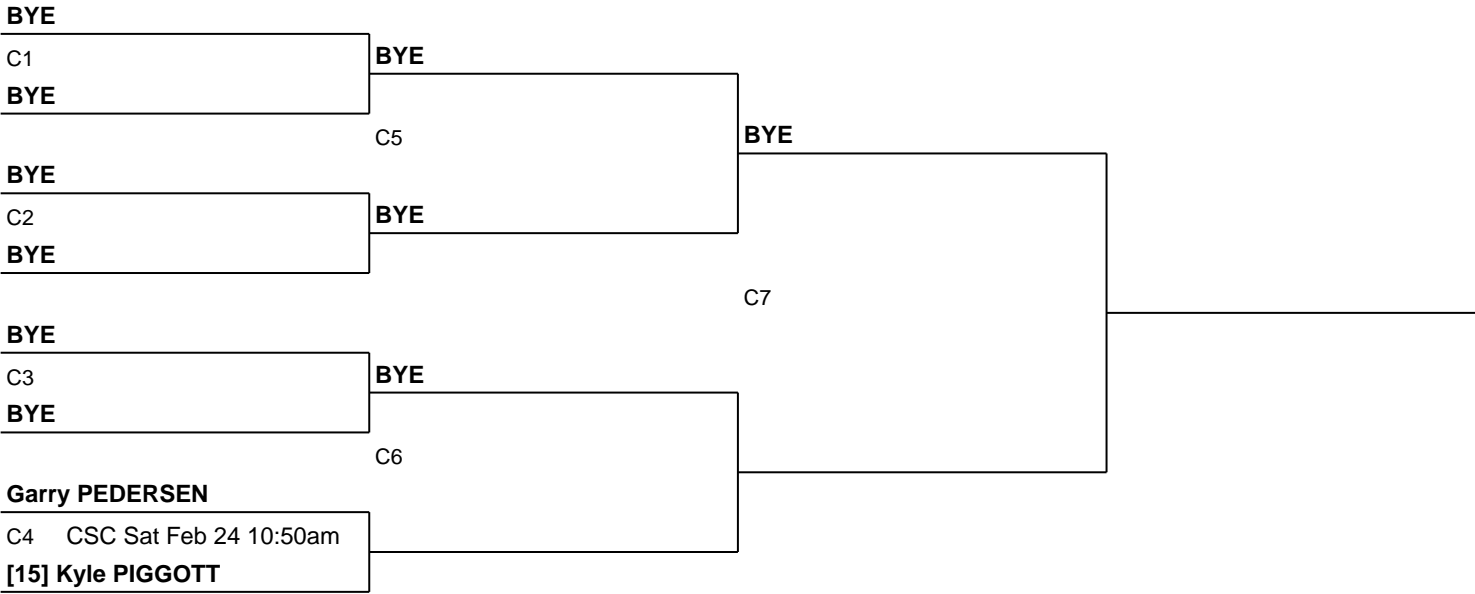 BYE
C1
BYE
BYE
C5
BYE
BYE
C2
BYE
BYE
C7
BYE
C3
BYE
BYE
C6
Garry PEDERSEN
C4 CSC Sat Feb 24 10:50am
[15] Kyle PIGGOTT